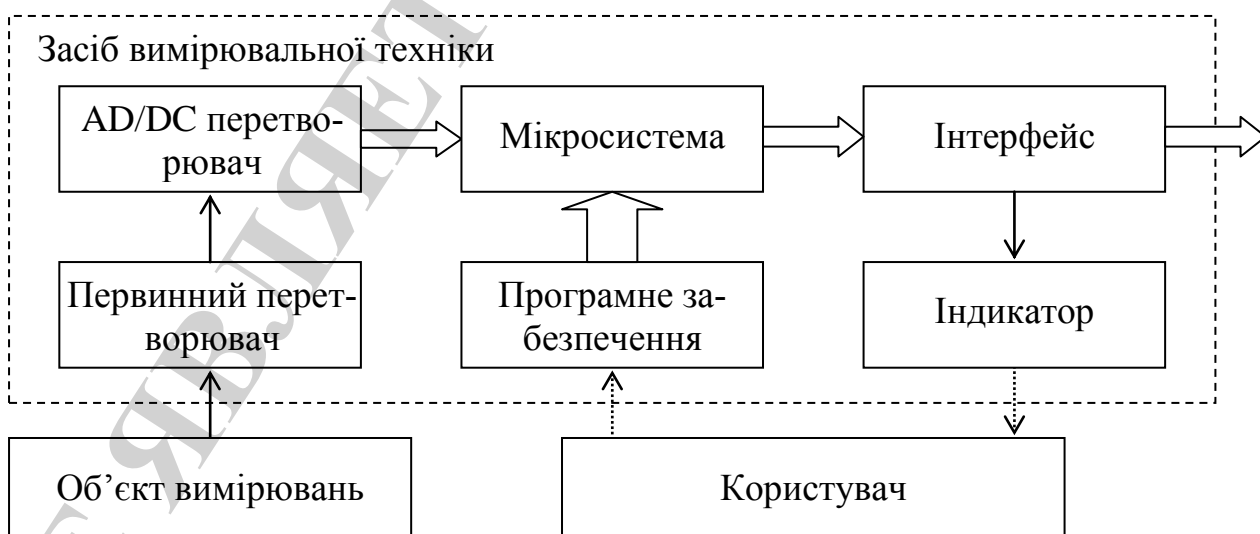 Засіб вимірювальної техніки
AD/DC перетво-
рювач
Мікросистема
Інтерфейс
Первинний перет-
ворювач
Програмне за-
безпечення
Індикатор
Об’єкт вимірювань
Користувач
ЯВЛЯЕТ